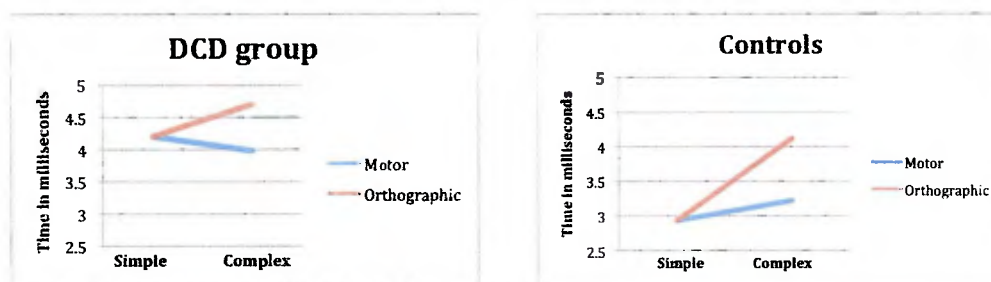 DCD group
Time in milliseconds
5
4.5
4
3.5
3
2.5
Simple Complex
Motor
Orthographic
Controls
Time in milliseconds
5
4.5
4
3.5
3
2.5
Simple Complex
Motor
Orthographic